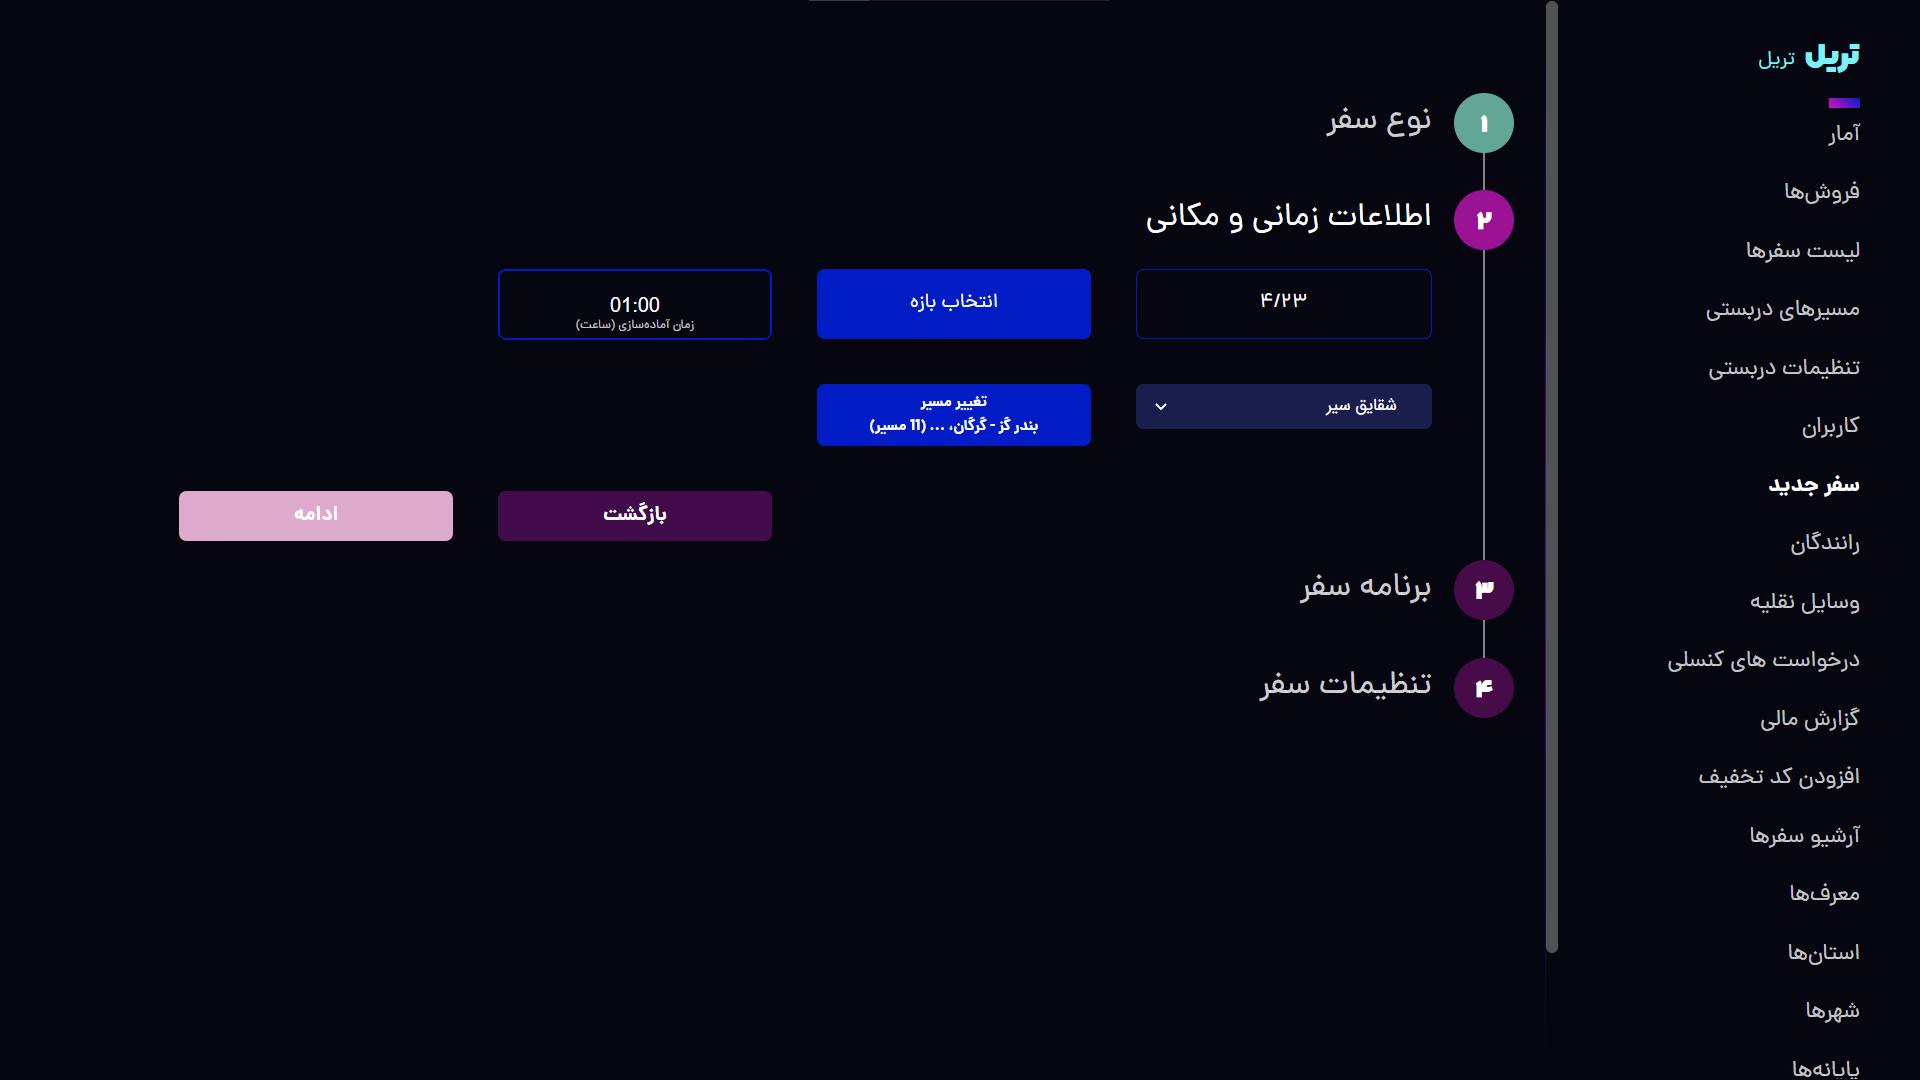 تریل تریل
آمار
فروش‌ها
لیست سفرها
مسیرهای دربستی
تنظیمات دربستی
کاربران
سفر جدید
رانندگان
وسایل نقلیه
درخواست های کنسلی
گزارش مالی
افزودن کد تخفیف
آرشیو سفرها
معرف‌ها
استان‌ها
شهرها
پایانه‌ها
۱ نوع سفر
۲ اطلاعات زمانی و مکانی
۴/۲۳
انتخاب بازه
01:00
زمان آماده‌سازی (ساعت)
شقایق سیر
تغییر مسیر
بندر گز - گرگان، ... (11 مسیر)
بازگشت
ادامه
۳ برنامه سفر
۴ تنظیمات سفر